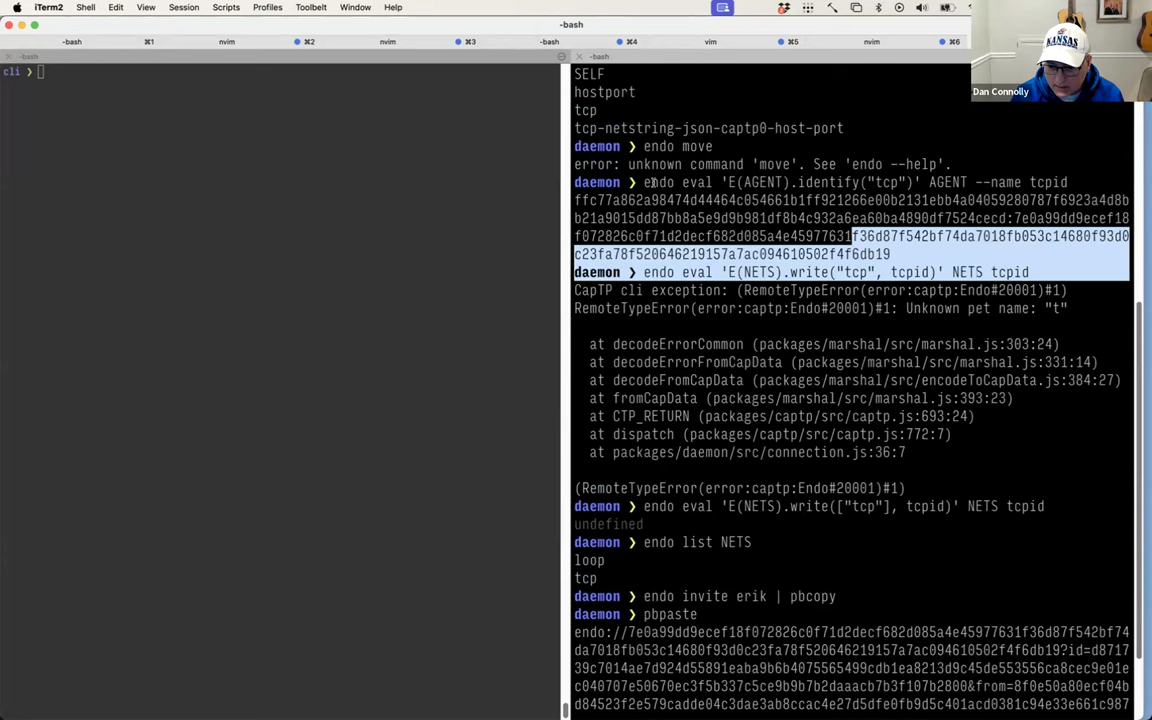 iTerm2 Shell Edit View Session Scripts Profiles Toolbelt Window Help
-bash
-bash ⌘1 nvim ⌘2 nvim ⌘3 -bash ⌘4 vim ⌘5 nvim ⌘6
-bash
-bash
KANSAS
Dan Connolly
cli ❯
SELF
hostport
tcp
tcp-netstring-json-captp0-host-port
daemon ❯ endo move
error: unknown command 'move'. See 'endo --help'.
daemon ❯ endo eval 'E(AGENT).identify("tcp")' AGENT --name tcpid
ffc77a862a98474d44464c054661b1ff921266e00b2131ebb4a04059280787f6923a4d8b
b21a9015dd87bb8a5e9d9b981df8b4c932a6ea60ba4890df7524cecd:7e0a99dd9ecef18
f072826c0f71d2decf682d085a4e45977631f36d87f542bf74da7018fb053c14680f93d0
c23fa78f520646219157a7ac094610502f4f6db19
daemon ❯ endo eval 'E(NETS).write("tcp", tcpid)' NETS tcpid
CapTP cli exception: (RemoteTypeError(error:captp:Endo#20001)#1)
RemoteTypeError(error:captp:Endo#20001)#1: Unknown pet name: "t"
at decodeErrorCommon (packages/marshal/src/marshal.js:303:24)
at decodeErrorFromCapData (packages/marshal/src/marshal.js:331:14)
at decodeFromCapData (packages/marshal/src/encodeToCapData.js:384:27)
at fromCapData (packages/marshal/src/marshal.js:393:23)
at CTP_RETURN (packages/captp/src/captp.js:693:24)
at dispatch (packages/captp/src/captp.js:772:7)
at packages/daemon/src/connection.js:36:7
(RemoteTypeError(error:captp:Endo#20001)#1)
daemon ❯ endo eval 'E(NETS).write(["tcp"], tcpid)' NETS tcpid
undefined
daemon ❯ endo list NETS
loop
tcp
daemon ❯ endo invite erik | pbcopy
daemon ❯ pbpaste
endo://7e0a99dd9ecef18f072826c0f71d2decf682d085a4e45977631f36d87f542bf74
da7018fb053c14680f93d0c23fa78f520646219157a7ac094610502f4f6db19?id=d8717
39c7014ae7d924d55891eaba9b6b4075565499cdb1ea8213d9c45de553556ca8cec9e01e
c040707e50670ec3f5b337c5ce9b9b7b2daaacb7b3f107b2800&from=8f0e50a80ecf04b
d84523f2e579cadde04c3dae3ab8ccac4e27d5dfe0fb9d5c401acd0381c94e33e661c987